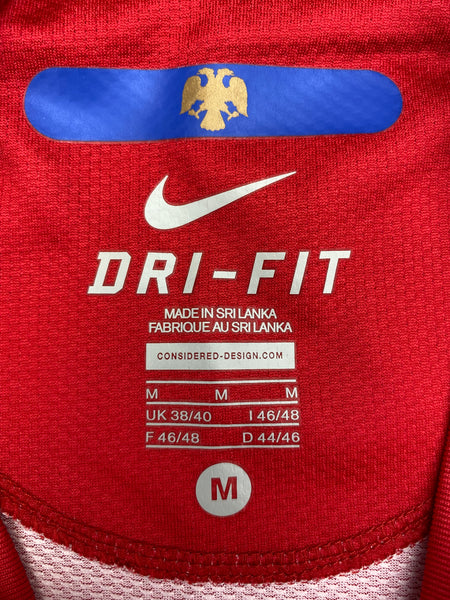 DRI-FIT
MADE IN SRI LANKA
FABRIQUE AU SRI LANKA
CONSIDERED-DESIGN.COM
M M M
UK 38/40 I 46/48
F 46/48 D 44/46
M